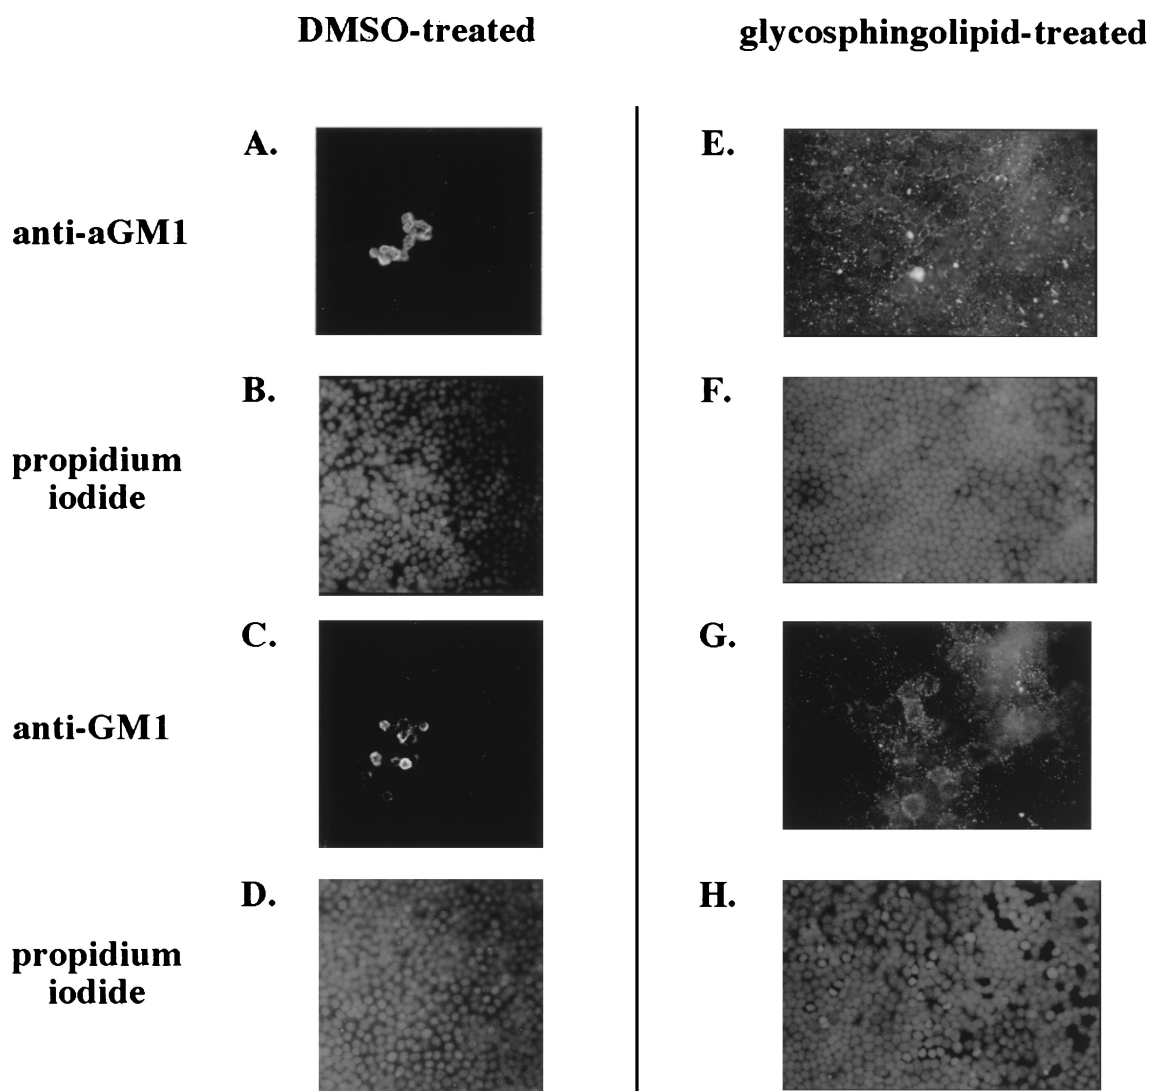 DMSO-treated
glycosphingolipid-treated
A.
E.
anti-aGM1
B.
F.
propidium
iodide
C.
G.
anti-GM1
D.
H.
propidium
iodide